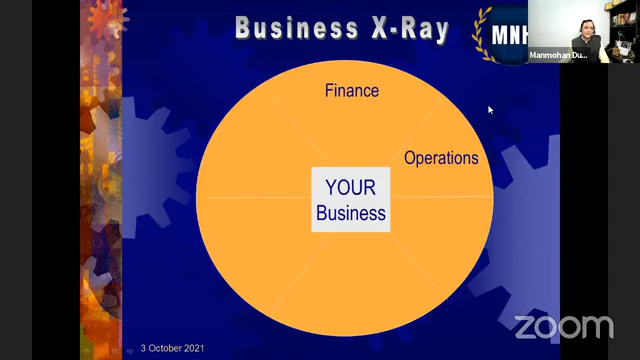 Business X-Ray
MNH
Manmohan Du...
Finance
Operations
YOUR
Business
3 October 2021
zoom